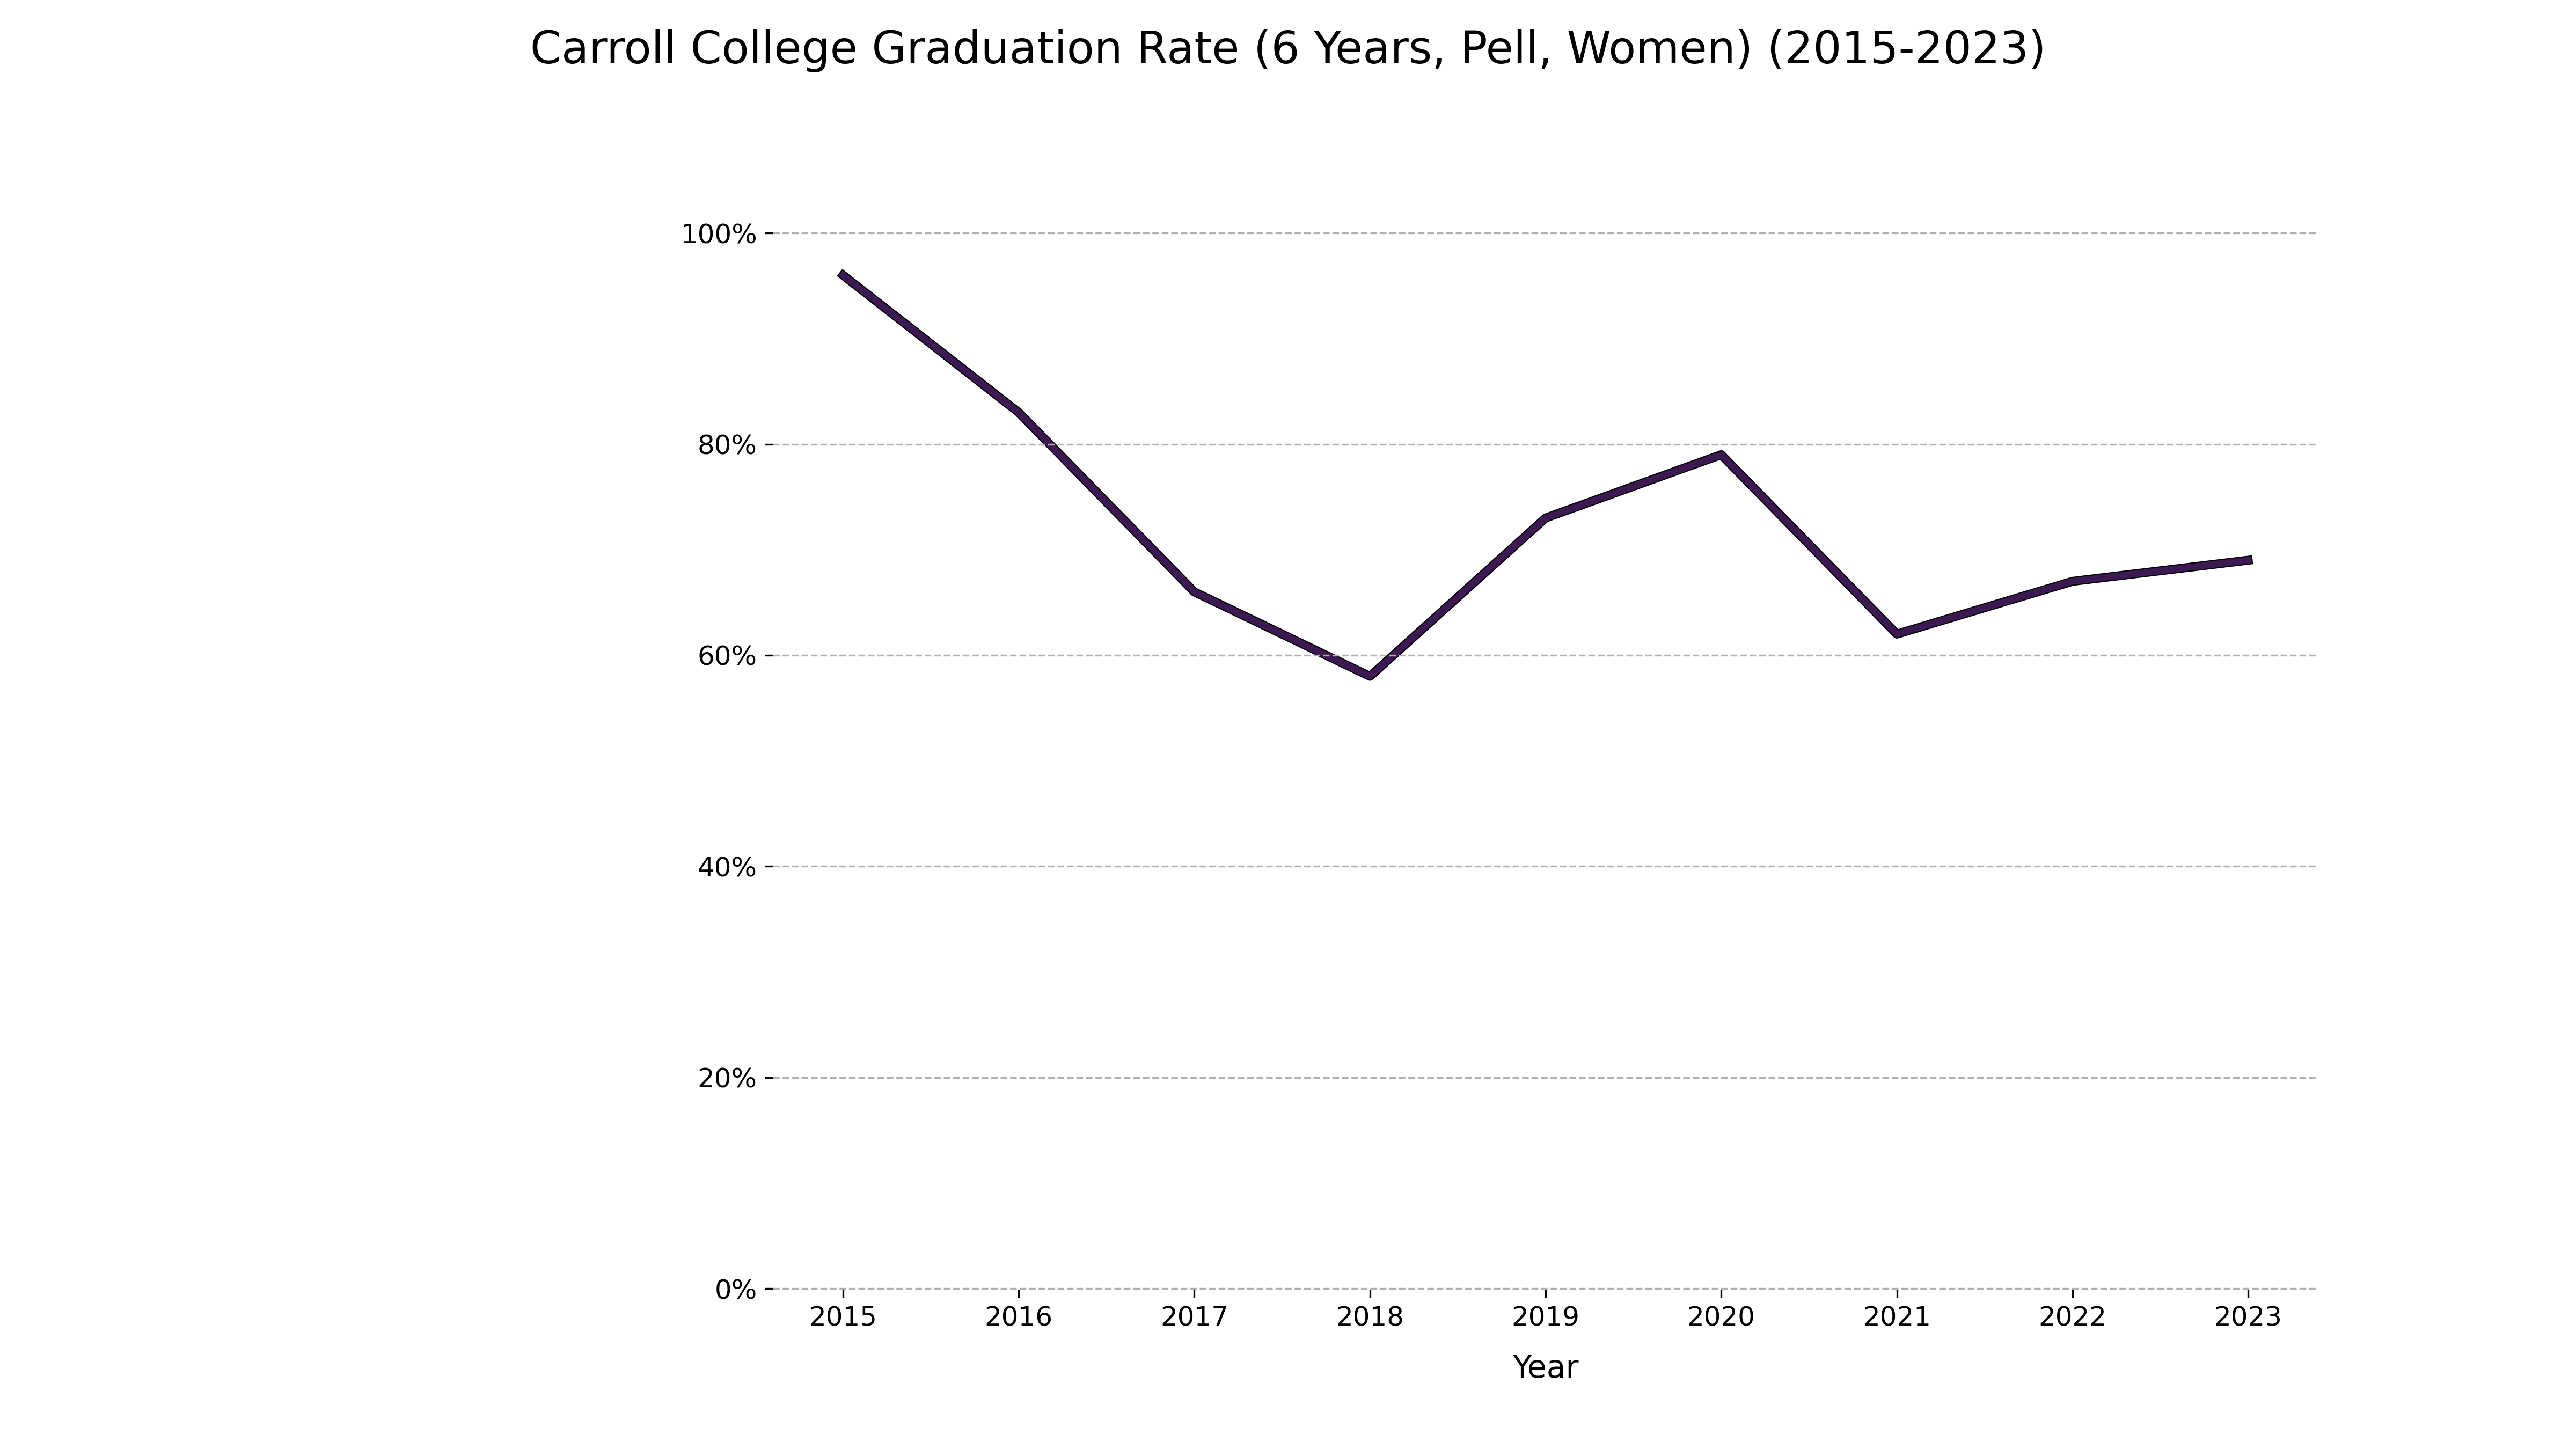 Carroll College Graduation Rate (6 Years, Pell, Women) (2015-2023)
100%
80%
60%
40%
20%
0%
2015 2016 2017 2018 2019 2020 2021 2022 2023
Year